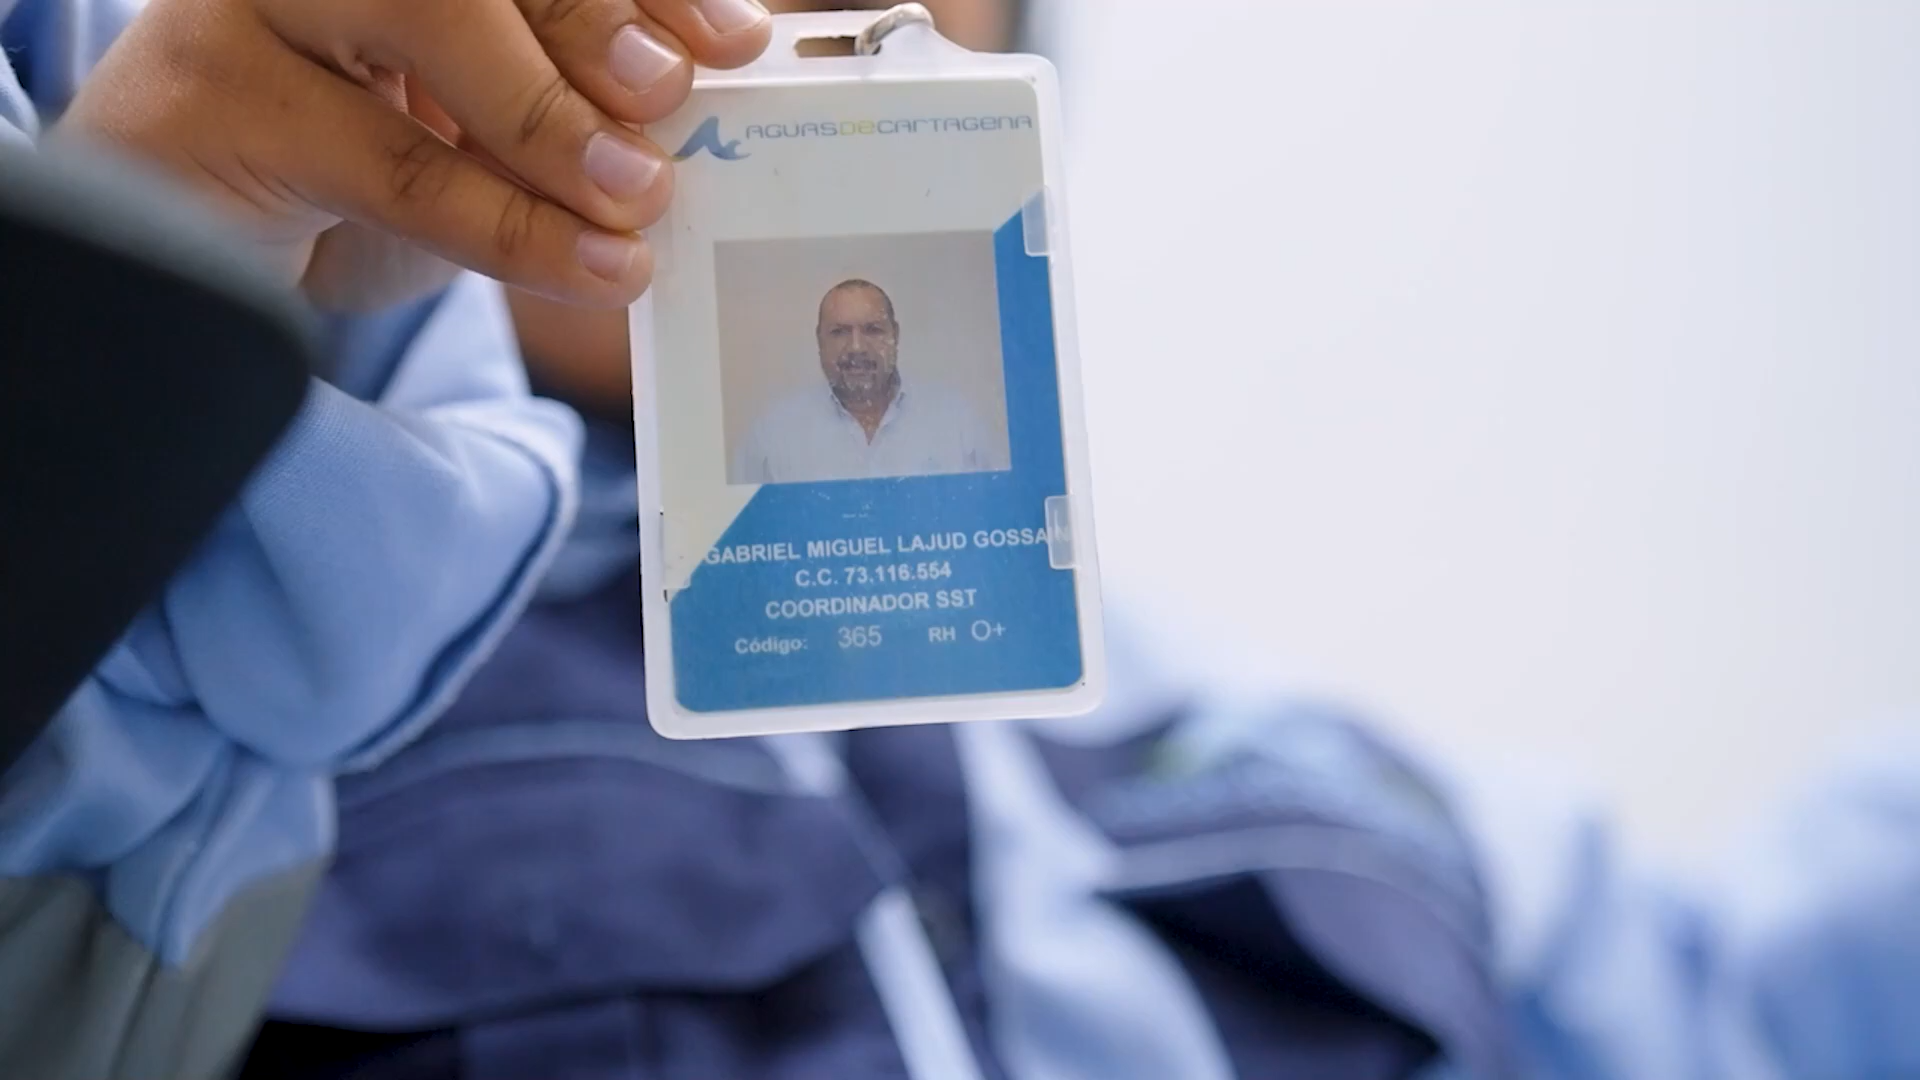 AGUASDECARTAGENA
GABRIEL MIGUEL LAJUD GOSSAIN
C.C. 73.116.554
COORDINADOR SST
Código: 365 RH O+